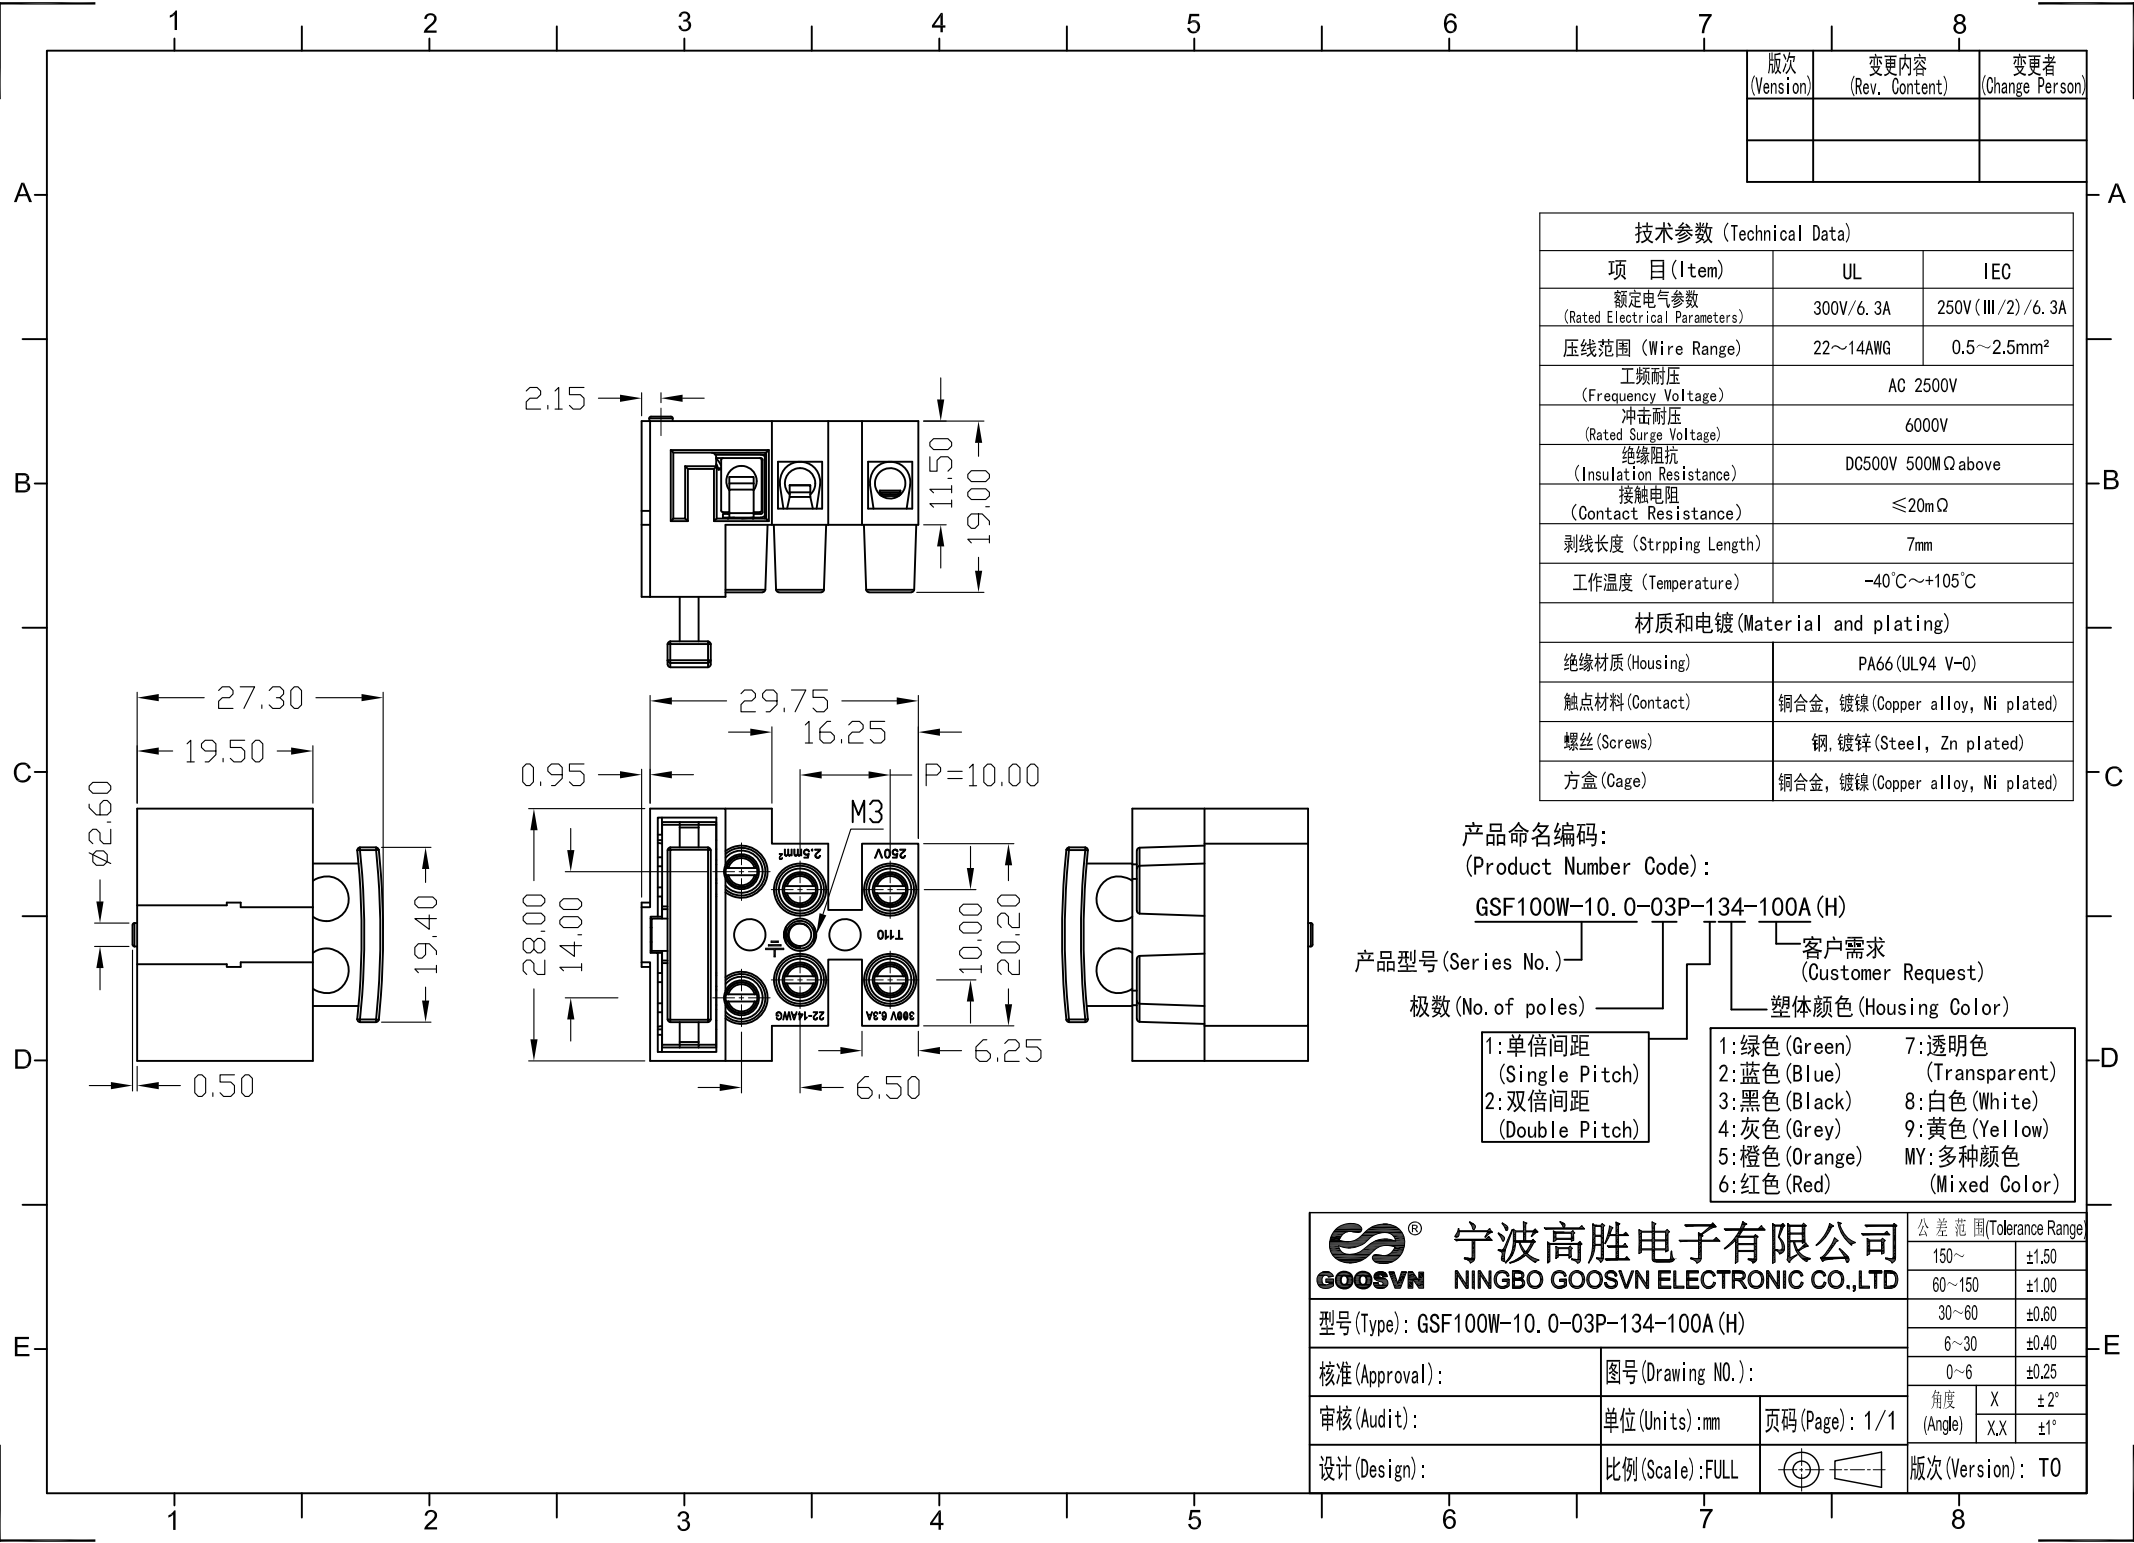 1 2 3 4 5 6 7 8
版次 变更内容 变更者
(Vension) (Rev. Content) (Change Person)
A A
技术参数 (Technical Data)
项 目(Item) UL IEC
额定电气参数
(Rated Electrical Parameters) 300V/6.3A 250V(Ⅲ/2)/6.3A
压线范围 (Wire Range) 22～14AWG 0.5～2.5mm²
工频耐压
(Frequency Voltage) AC 2500V
冲击耐压
(Rated Surge Voltage) 6000V
绝缘阻抗
(Insulation Resistance) DC500V 500MΩabove
接触电阻
(Contact Resistance) ≤20mΩ
剥线长度 (Strpping Length) 7mm
工作温度 (Temperature) -40℃～+105℃
材质和电镀(Material and plating)
绝缘材质(Housing) PA66(UL94 V-0)
触点材料(Contact) 铜合金, 镀镍(Copper alloy, Ni plated)
螺丝(Screws) 钢,镀锌(Steel, Zn plated)
方盒(Cage) 铜合金, 镀镍(Copper alloy, Ni plated)
B B
2.15
11.50
19.00
27.30
19.50
ø2.60
19.40
0.50
29.75
16.25
0.95
P=10.00
M3
2.5mm²
250V
T110
22-14AWG
300V 6.3A
28.00
14.00
10.00
20.20
6.25
6.50
C C
产品命名编码:
(Product Number Code):
GSF100W-10.0-03P-134-100A(H)
客户需求
产品型号(Series No.)
(Customer Request)
极数(No.of poles)
塑体颜色(Housing Color)
1:单倍间距
(Single Pitch)
2:双倍间距
(Double Pitch)
1:绿色(Green)
2:蓝色(Blue)
3:黑色(Black)
4:灰色(Grey)
5:橙色(Orange)
6:红色(Red)
7:透明色
(Transparent)
8:白色(White)
9:黄色(Yellow)
MY:多种颜色
(Mixed Color)
D D
GOOSVN ®
宁波高胜电子有限公司
NINGBO GOOSVN ELECTRONIC CO.,LTD
公差范围(Tolerance Range)
150～ ±1.50
60～150 ±1.00
30～60 ±0.60
6～30 ±0.40
0～6 ±0.25
角度 X ±2°
(Angle) X.X ±1°
型号(Type): GSF100W-10.0-03P-134-100A(H)
核准(Approval): 图号(Drawing NO.):
审核(Audit): 单位(Units):mm 页码(Page): 1/1
设计(Design): 比例(Scale):FULL 版次(Version): T0
E E
1 2 3 4 5 6 7 8